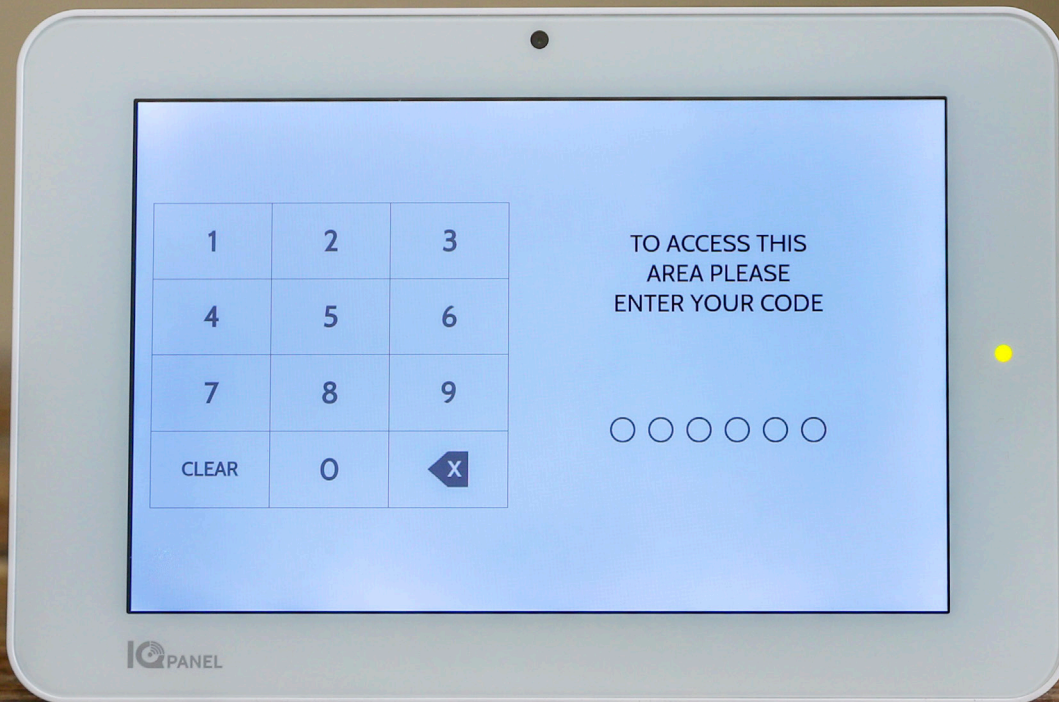 1 2 3
4 5 6
7 8 9
CLEAR 0 X
TO ACCESS THIS
AREA PLEASE
ENTER YOUR CODE
IQ PANEL